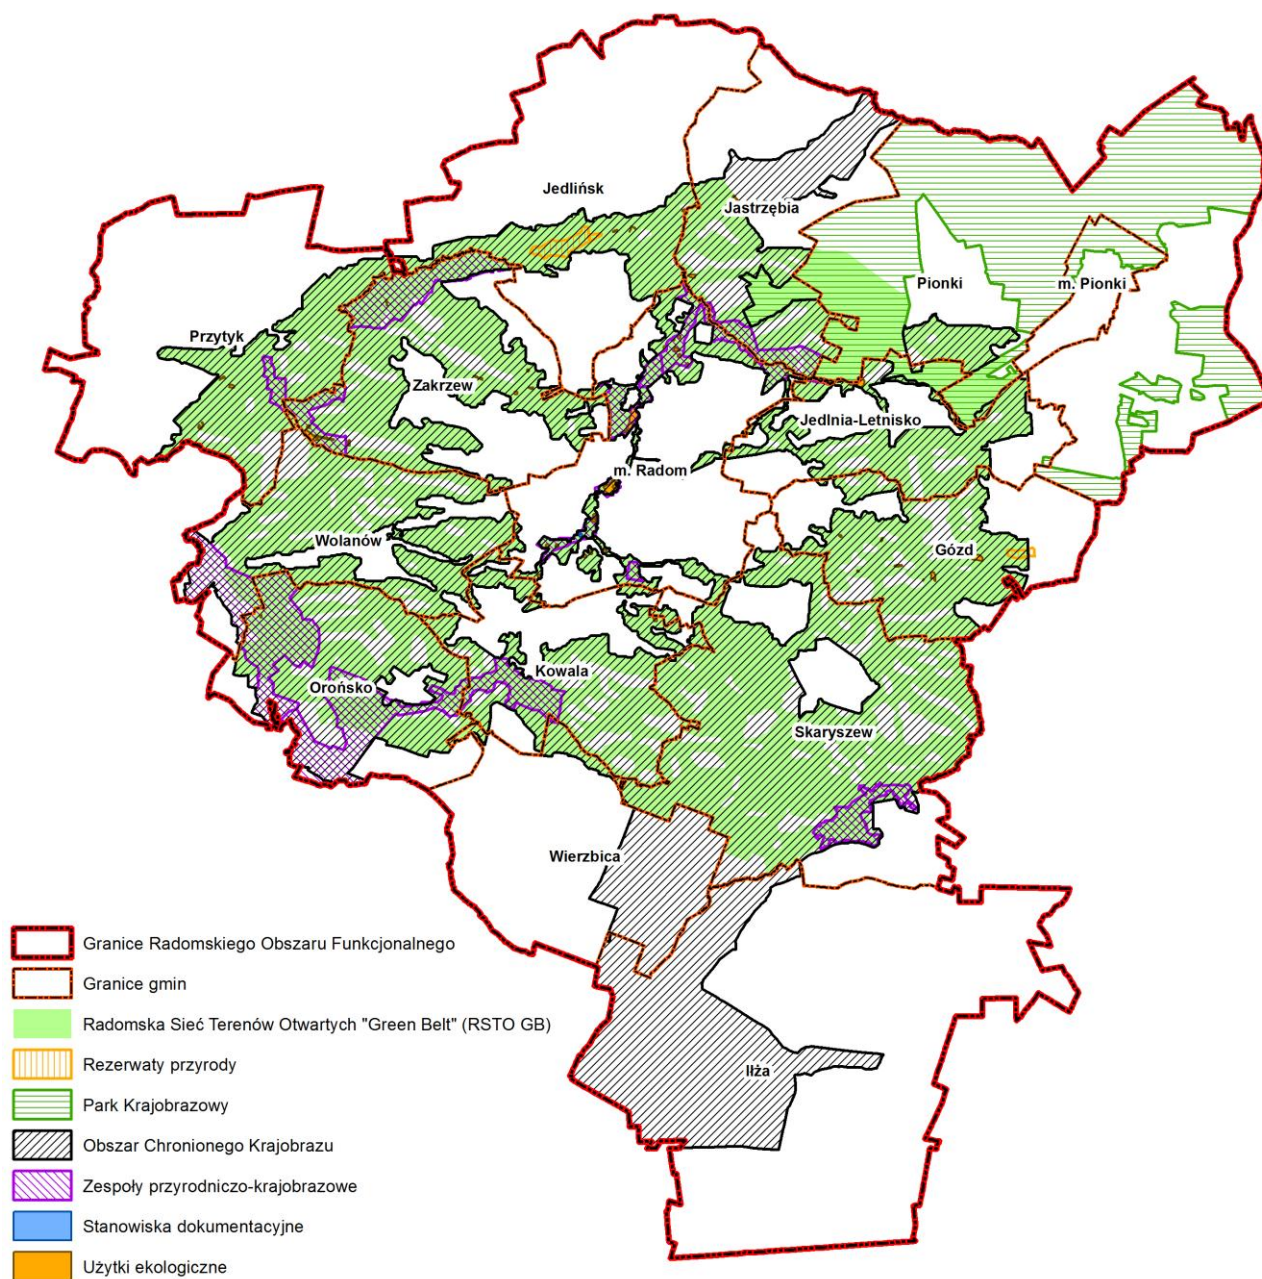 Jedlińsk
Jastrzębia
Pionki
m. Pionki
Przytyk
Zakrzew
Jedlnia-Letnisko
m. Radom
Wolanów
Gózd
Orońsko
Kowala
Skaryszew
Wierzbica
Iłża
Granice Radomskiego Obszaru Funkcjonalnego
Granice gmin
Radomska Sieć Terenów Otwartych "Green Belt" (RSTO GB)
Rezerwaty przyrody
Park Krajobrazowy
Obszar Chronionego Krajobrazu
Zespoły przyrodniczo-krajobrazowe
Stanowiska dokumentacyjne
Użytki ekologiczne